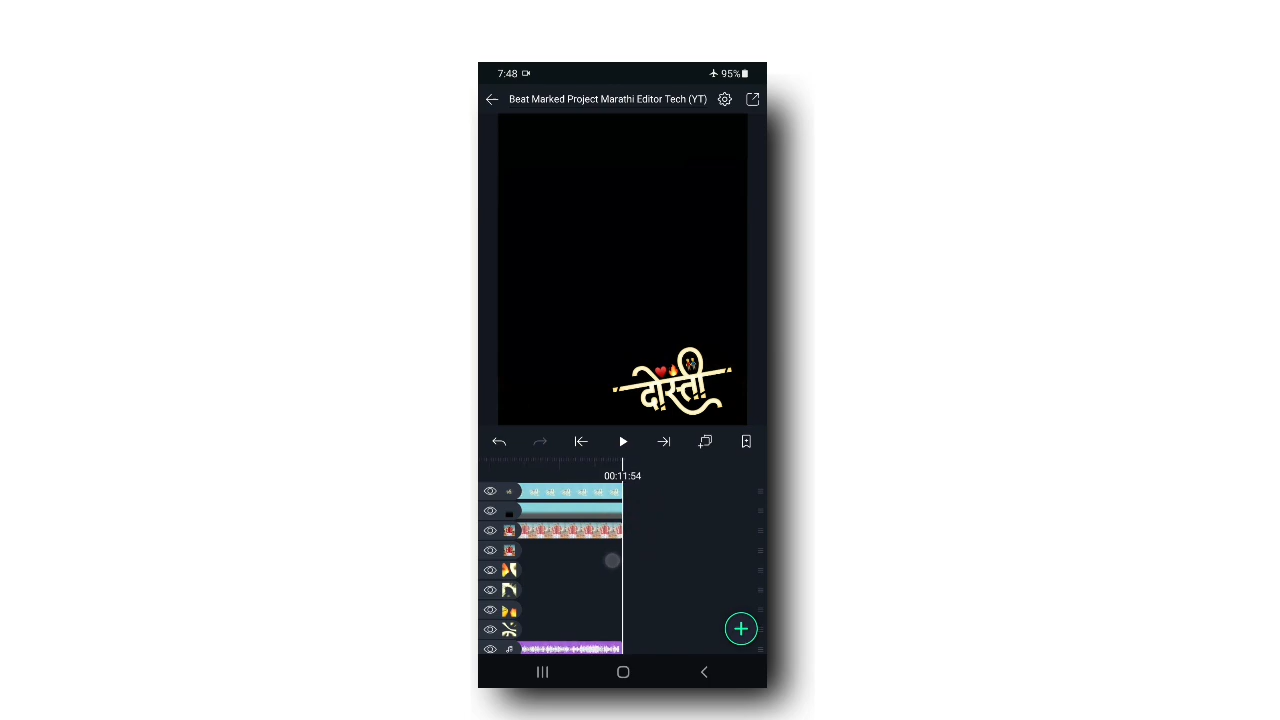 7:48 95%
Beat Marked Project Marathi Editor Tech (YT)
दोस्ती
00:11:54